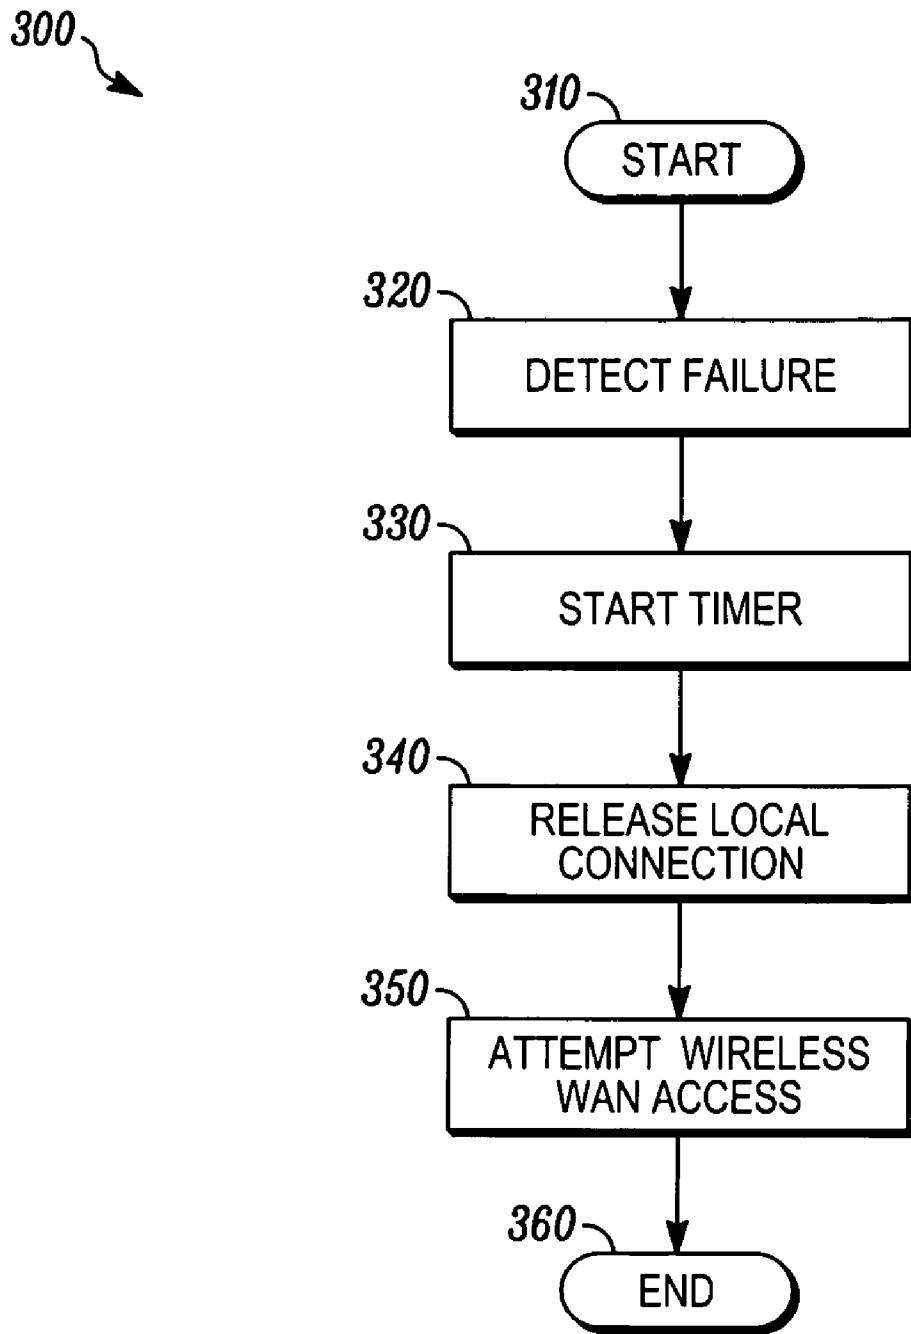 300
310
START
320
DETECT FAILURE
330
START TIMER
340
RELEASE LOCAL
CONNECTION
350
ATTEMPT WIRELESS
WAN ACCESS
360
END